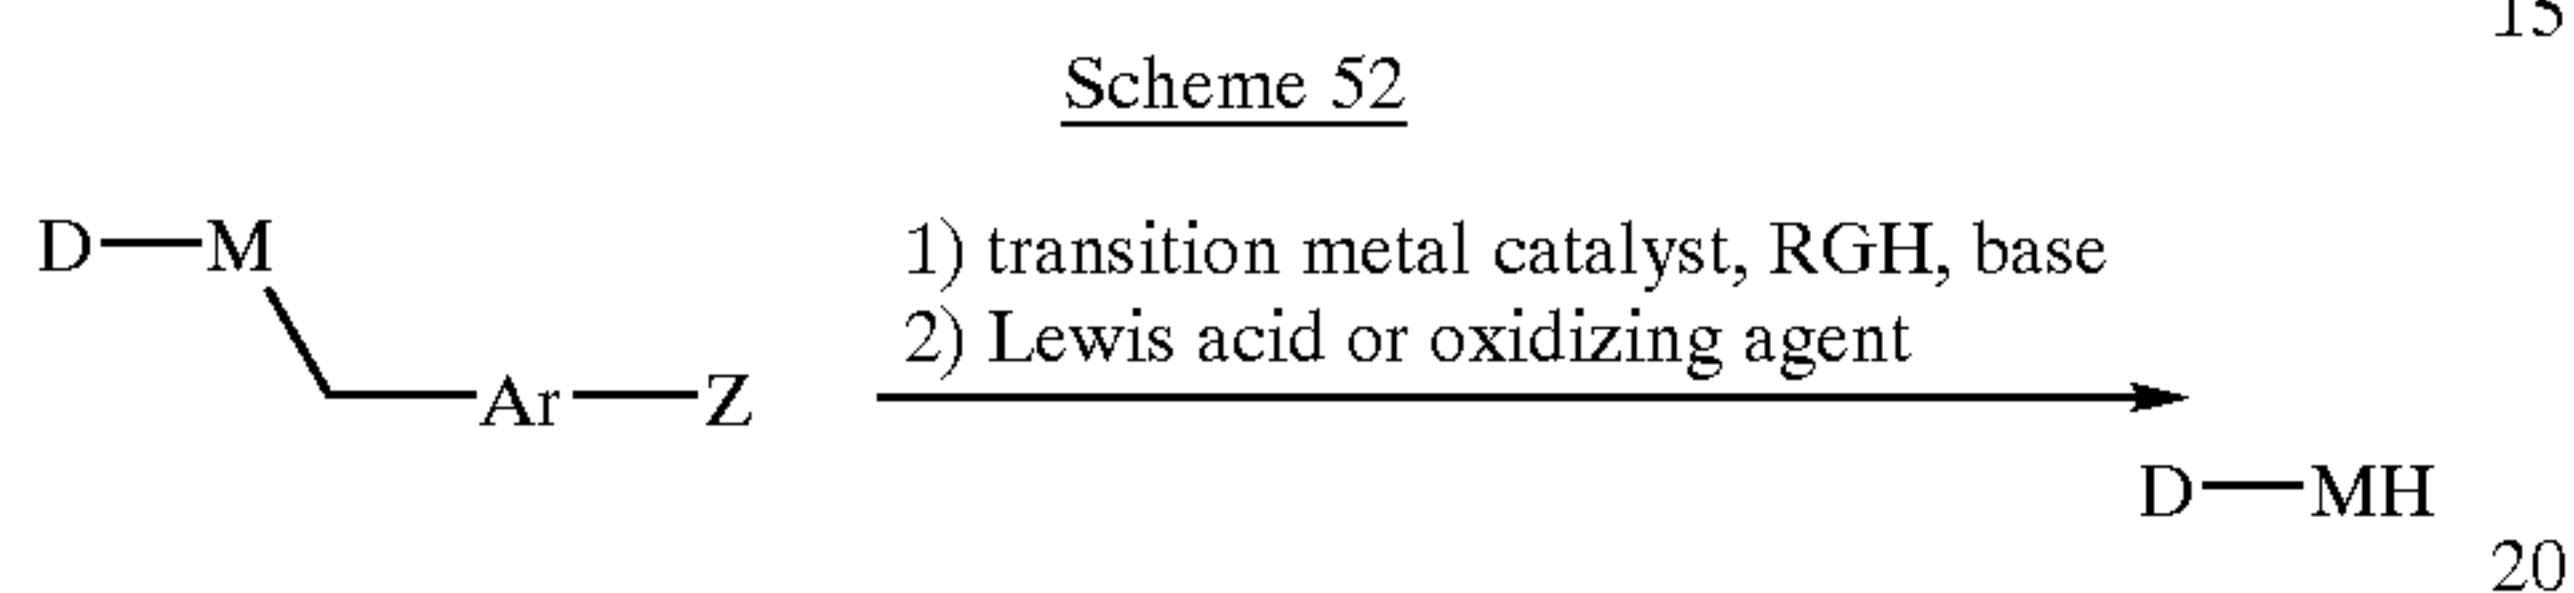 15
Scheme 52
D—M
1) transition metal catalyst, RGH, base
2) Lewis acid or oxidizing agent
Ar—Z
D—MH
20